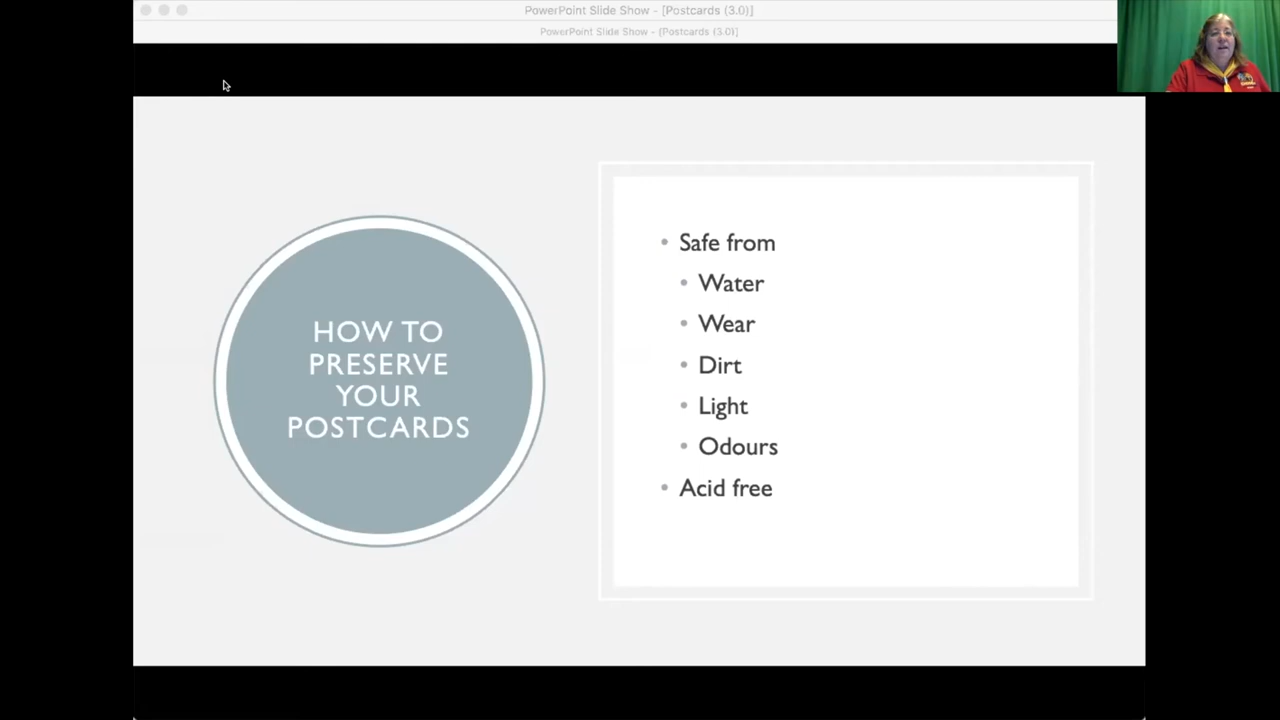 PowerPoint Slide Show - [Postcards (3.0)]
PowerPoint Slide Show - [Postcards (3.0)]
HOW TO
PRESERVE
YOUR
POSTCARDS
• Safe from
• Water
• Wear
• Dirt
• Light
• Odours
• Acid free